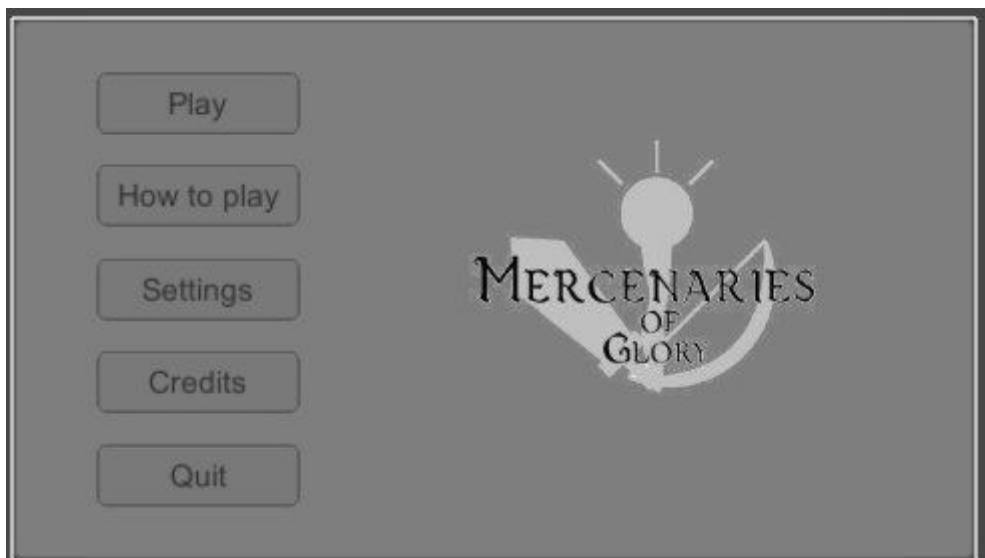 Play
How to play
Settings
Credits
Quit
MERCENARIES
OF
GLORY